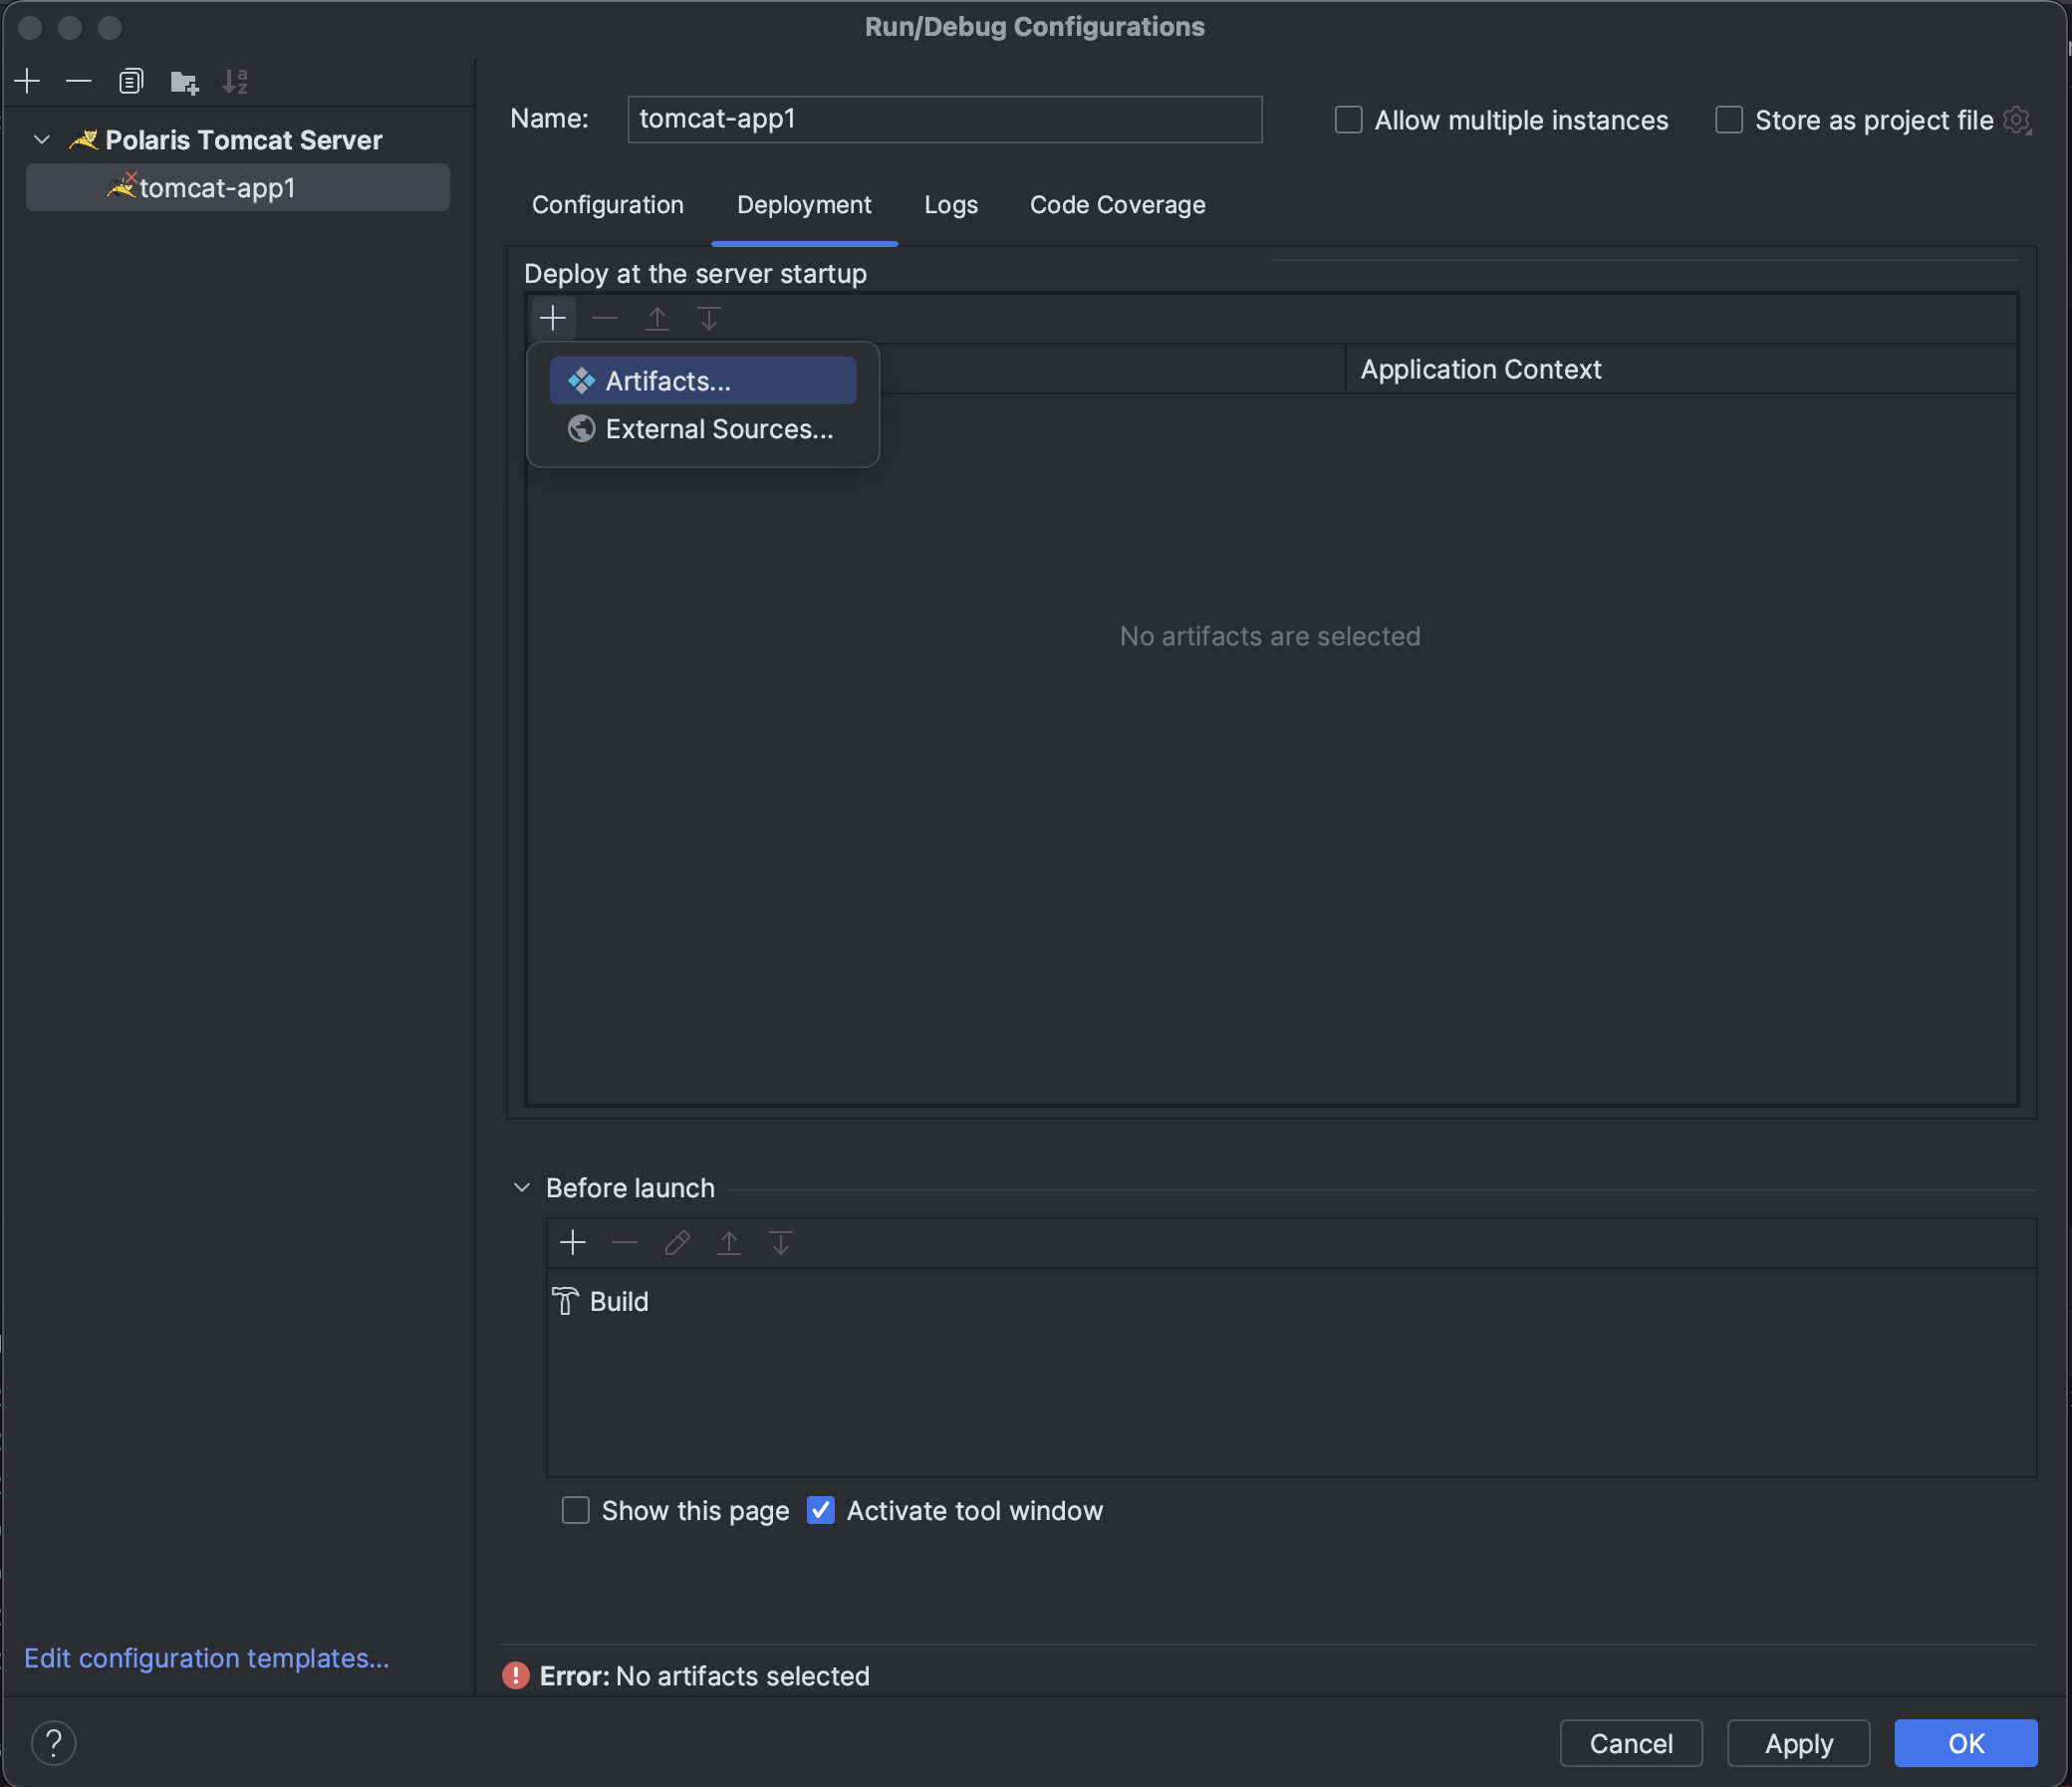 Run/Debug Configurations
Polaris Tomcat Server
tomcat-app1
Edit configuration templates...
Name: tomcat-app1
Allow multiple instances
Store as project file
Configuration Deployment Logs Code Coverage
Deploy at the server startup
Artifacts...
External Sources...
Application Context
No artifacts are selected
Before launch
Build
Show this page
Activate tool window
Error: No artifacts selected
?
Cancel Apply OK